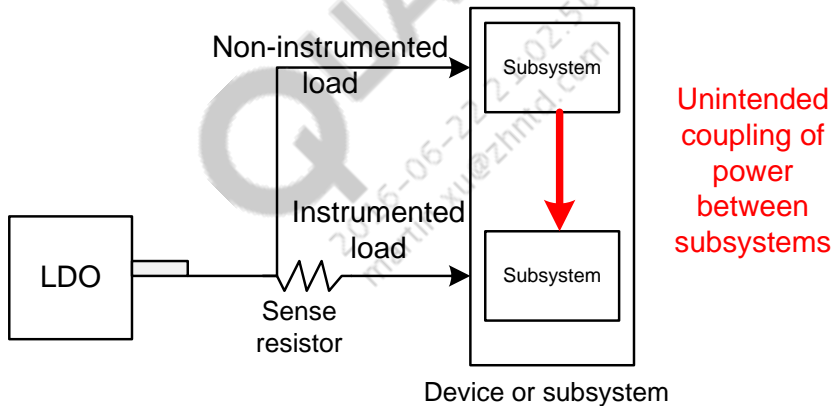 Non-instrumented
load
Subsystem
Unintended
coupling of
power
between
subsystems
Instrumented
load
LDO
Subsystem
Sense
resistor
Device or subsystem